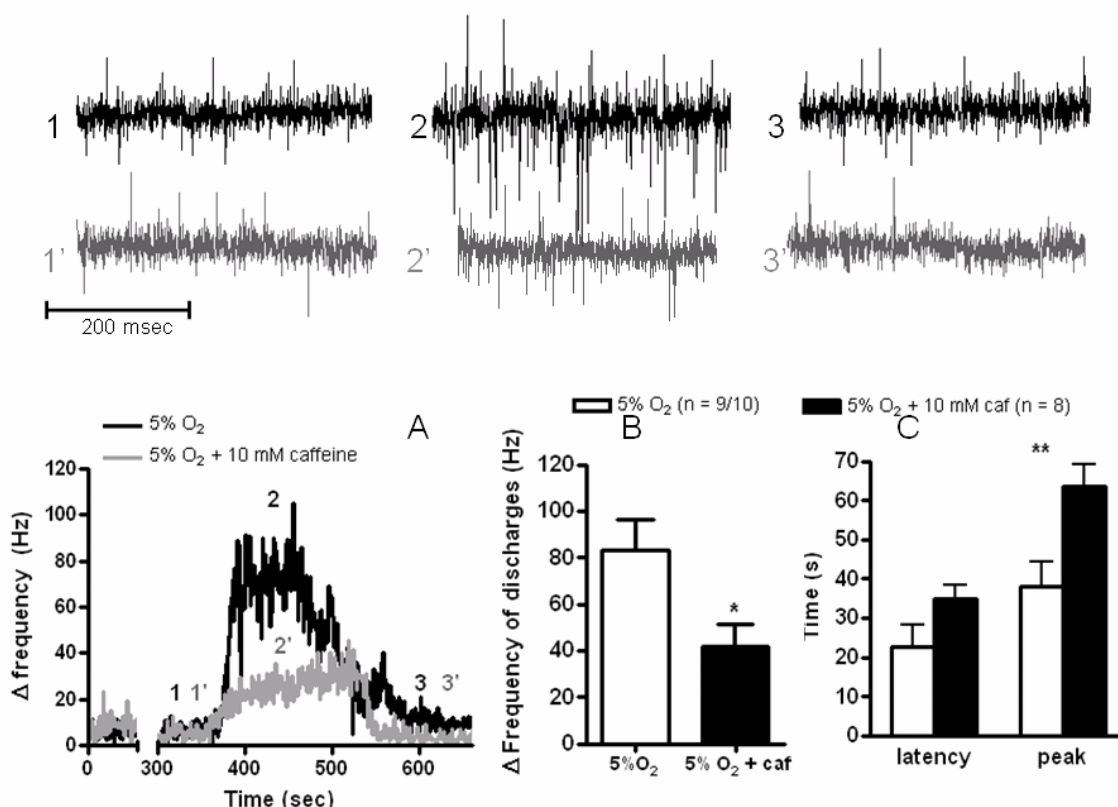 1
2
3
1'
2'
3'
200 msec
5% O₂
5% O₂ + 10 mM caffeine
A
5% O₂ (n = 9/10)
5% O₂ + 10 mM caf (n = 8)
B
C
Δ frequency (Hz)
120
100
80
60
40
20
0
2
2'
1 1'
3 3'
0 300 400 500 600
Time (sec)
Δ Frequency of discharges (Hz)
120
100
80
60
40
20
0
*
5%O₂ 5% O₂ + caf
Time (s)
70
60
50
40
30
20
10
0
**
latency peak